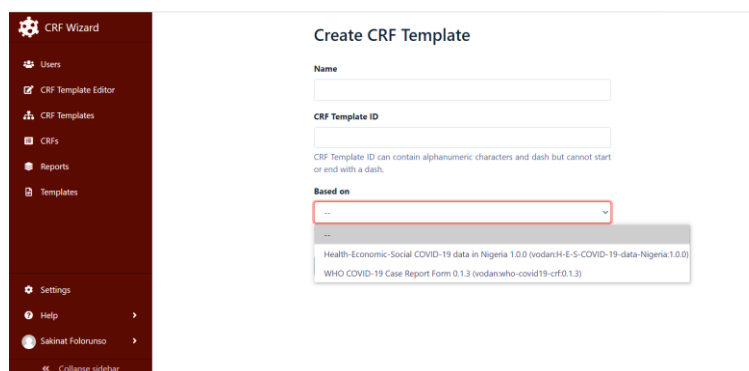 CRF Wizard
Users
CRF Template Editor
CRF Templates
CRFs
Reports
Templates
Settings
Help
Sakinat Folorunso
Collapse sidebar
Create CRF Template
Name
CRF Template ID
CRF Template ID can contain alphanumeric characters and dash but cannot start
or end with a dash.
Based on
--
--
Health-Economic-Social COVID-19 data in Nigeria 1.0.0 (vodan:H-E-S-COVID-19-data-Nigeria:1.0.0)
WHO COVID-19 Case Report Form 0.1.3 (vodan:who-covid19-crf:0.1.3)